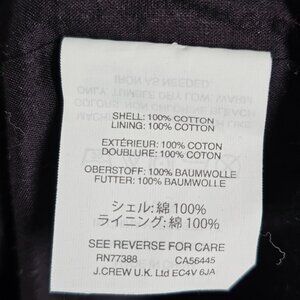 SHELL: 100% COTTON
LINING: 100% COTTON
EXTÉRIEUR: 100% COTON
DOUBLURE: 100% COTON
OBERSTOFF: 100% BAUMWOLLE
FUTTER: 100% BAUMWOLLE
シェル: 綿 100%
ライニング: 綿 100%
SEE REVERSE FOR CARE
RN77388 CA56445
J.CREW U.K. Ltd EC4V 6JA